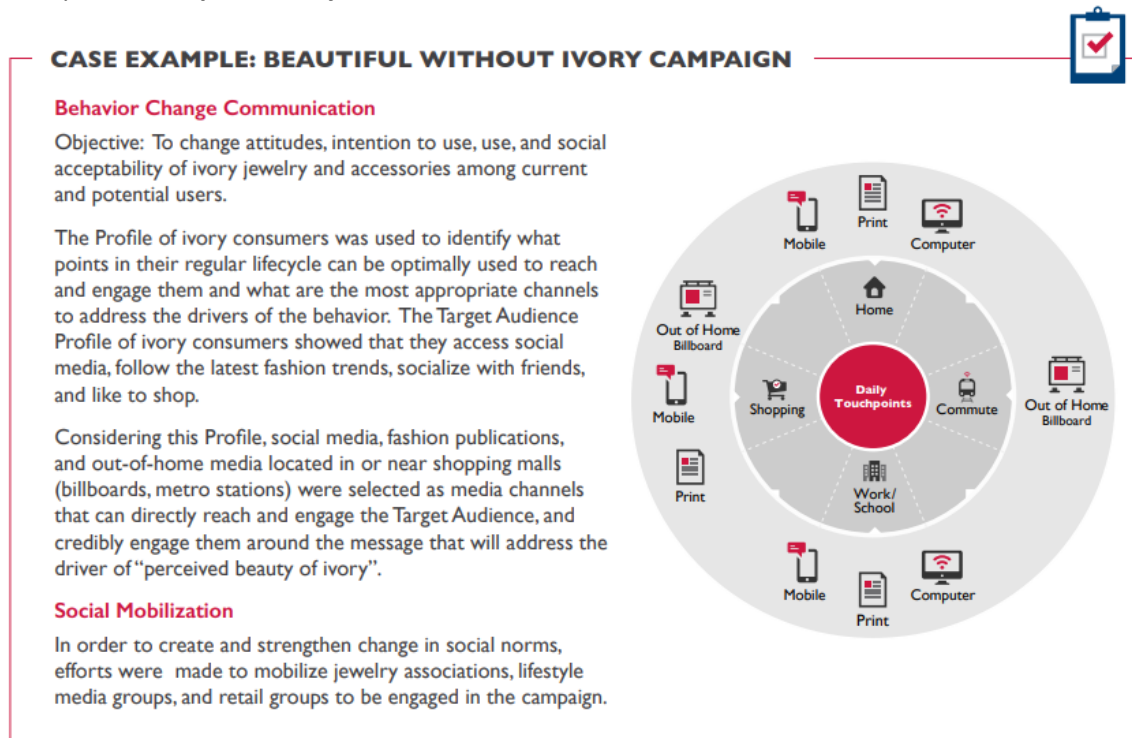 CASE EXAMPLE: BEAUTIFUL WITHOUT IVORY CAMPAIGN
Behavior Change Communication
Objective: To change attitudes, intention to use, use, and social
acceptability of ivory jewelry and accessories among current
and potential users.
The Profile of ivory consumers was used to identify what
points in their regular lifecycle can be optimally used to reach
and engage them and what are the most appropriate channels
to address the drivers of the behavior. The Target Audience
Profile of ivory consumers showed that they access social
media, follow the latest fashion trends, socialize with friends,
and like to shop.
Considering this Profile, social media, fashion publications,
and out-of-home media located in or near shopping malls
(billboards, metro stations) were selected as media channels
that can directly reach and engage the Target Audience, and
credibly engage them around the message that will address the
driver of “perceived beauty of ivory”.
Social Mobilization
In order to create and strengthen change in social norms,
efforts were made to mobilize jewelry associations, lifestyle
media groups, and retail groups to be engaged in the campaign.
Mobile
Print
Computer
Out of Home
Billboard
Mobile
Print
Home
Shopping
Daily
Touchpoints
Commute
Work/
School
Out of Home
Billboard
Mobile
Print
Computer